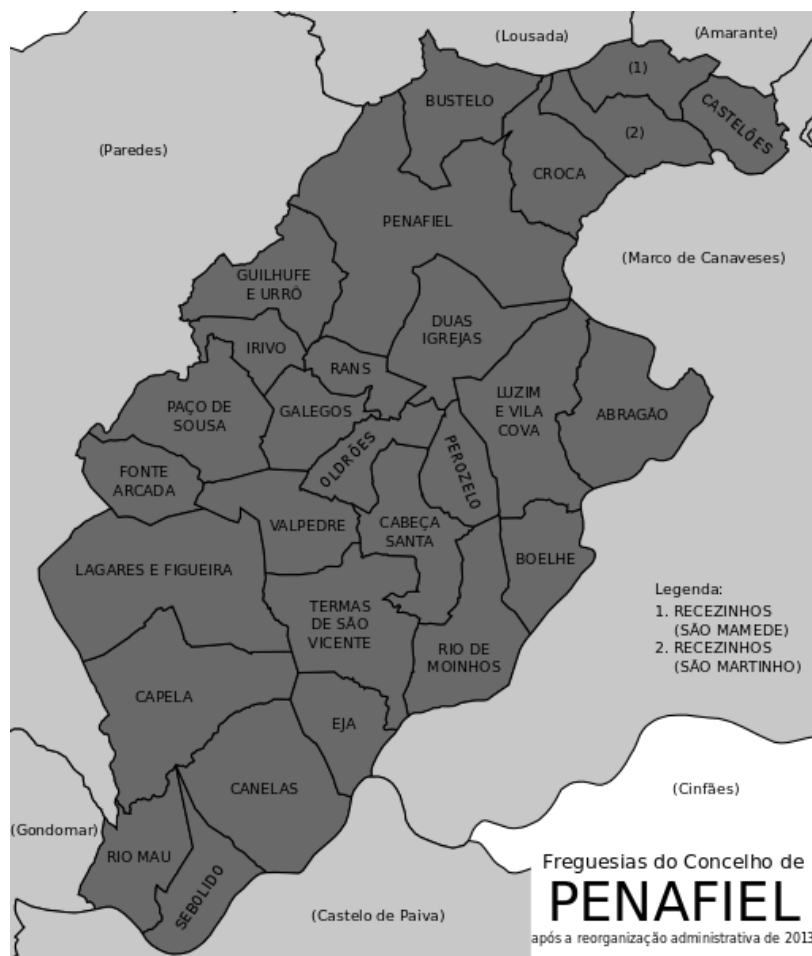 (Lousada)
(Amarante)
(1)
BUSTELO
CASTELÕES
(Paredes)
(2)
CROCA
PENAFIEL
(Marco de Canaveses)
GUILHUFE
E URRÔ
DUAS
IGREJAS
IRIVO
RANS
LUZIM
E VILA
COVA
PAÇO DE
SOUSA
GALEGOS
ABRAGÃO
OLDRÕES
PEROZELO
FONTE
ARCADA
VALPEDRE
CABEÇA
SANTA
BOELHE
LAGARES E FIGUEIRA
TERMAS
DE SÃO
VICENTE
RIO DE
MOINHOS
Legenda:
1. RECEZINHOS
(SÃO MAMEDE)
2. RECEZINHOS
(SÃO MARTINHO)
CAPELA
EJA
CANELAS
(Cinfães)
(Gondomar)
RIO MAU
SEBOLIDO
(Castelo de Paiva)
Freguesias do Concelho de
PENAFIEL
após a reorganização administrativa de 2013